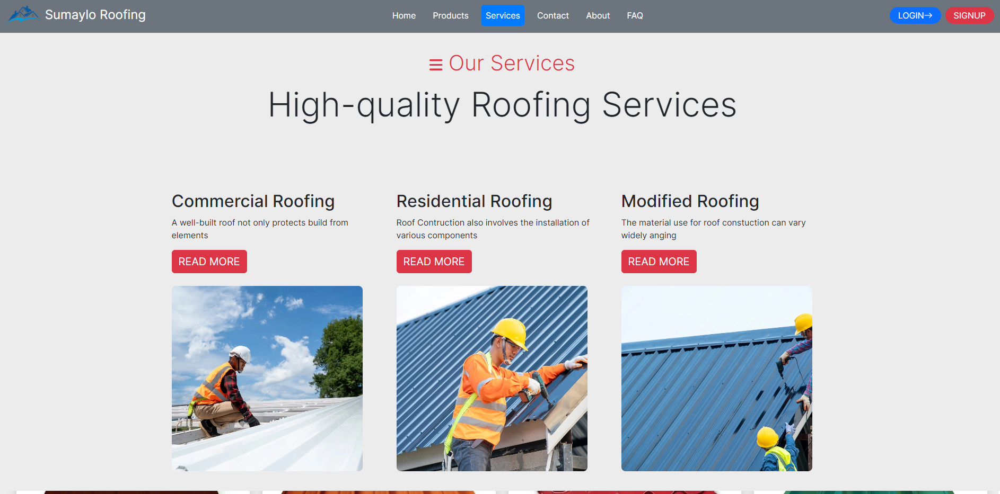 Sumaylo Roofing
Home
Products
Services
Contact
About
FAQ
LOGIN→
SIGNUP
Our Services
High-quality Roofing Services
Commercial Roofing
A well-built roof not only protects build from
elements
READ MORE
Residential Roofing
Roof Contruction also involves the installation of
various components
READ MORE
Modified Roofing
The material use for roof constuction can vary
widely anging
READ MORE